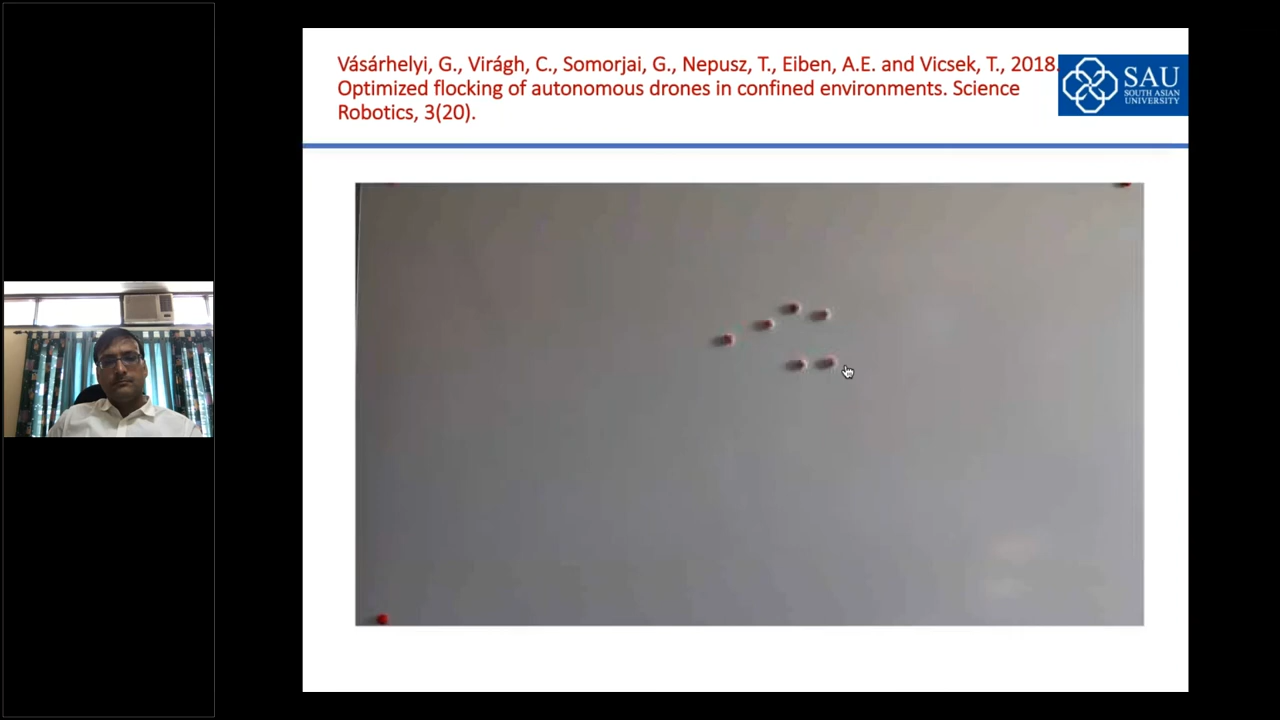 Vásárhelyi, G., Virágh, C., Somorjai, G., Nepusz, T., Eiben, A.E. and Vicsek, T., 2018.
Optimized flocking of autonomous drones in confined environments. Science
Robotics, 3(20).
SAU
SOUTH ASIAN
UNIVERSITY